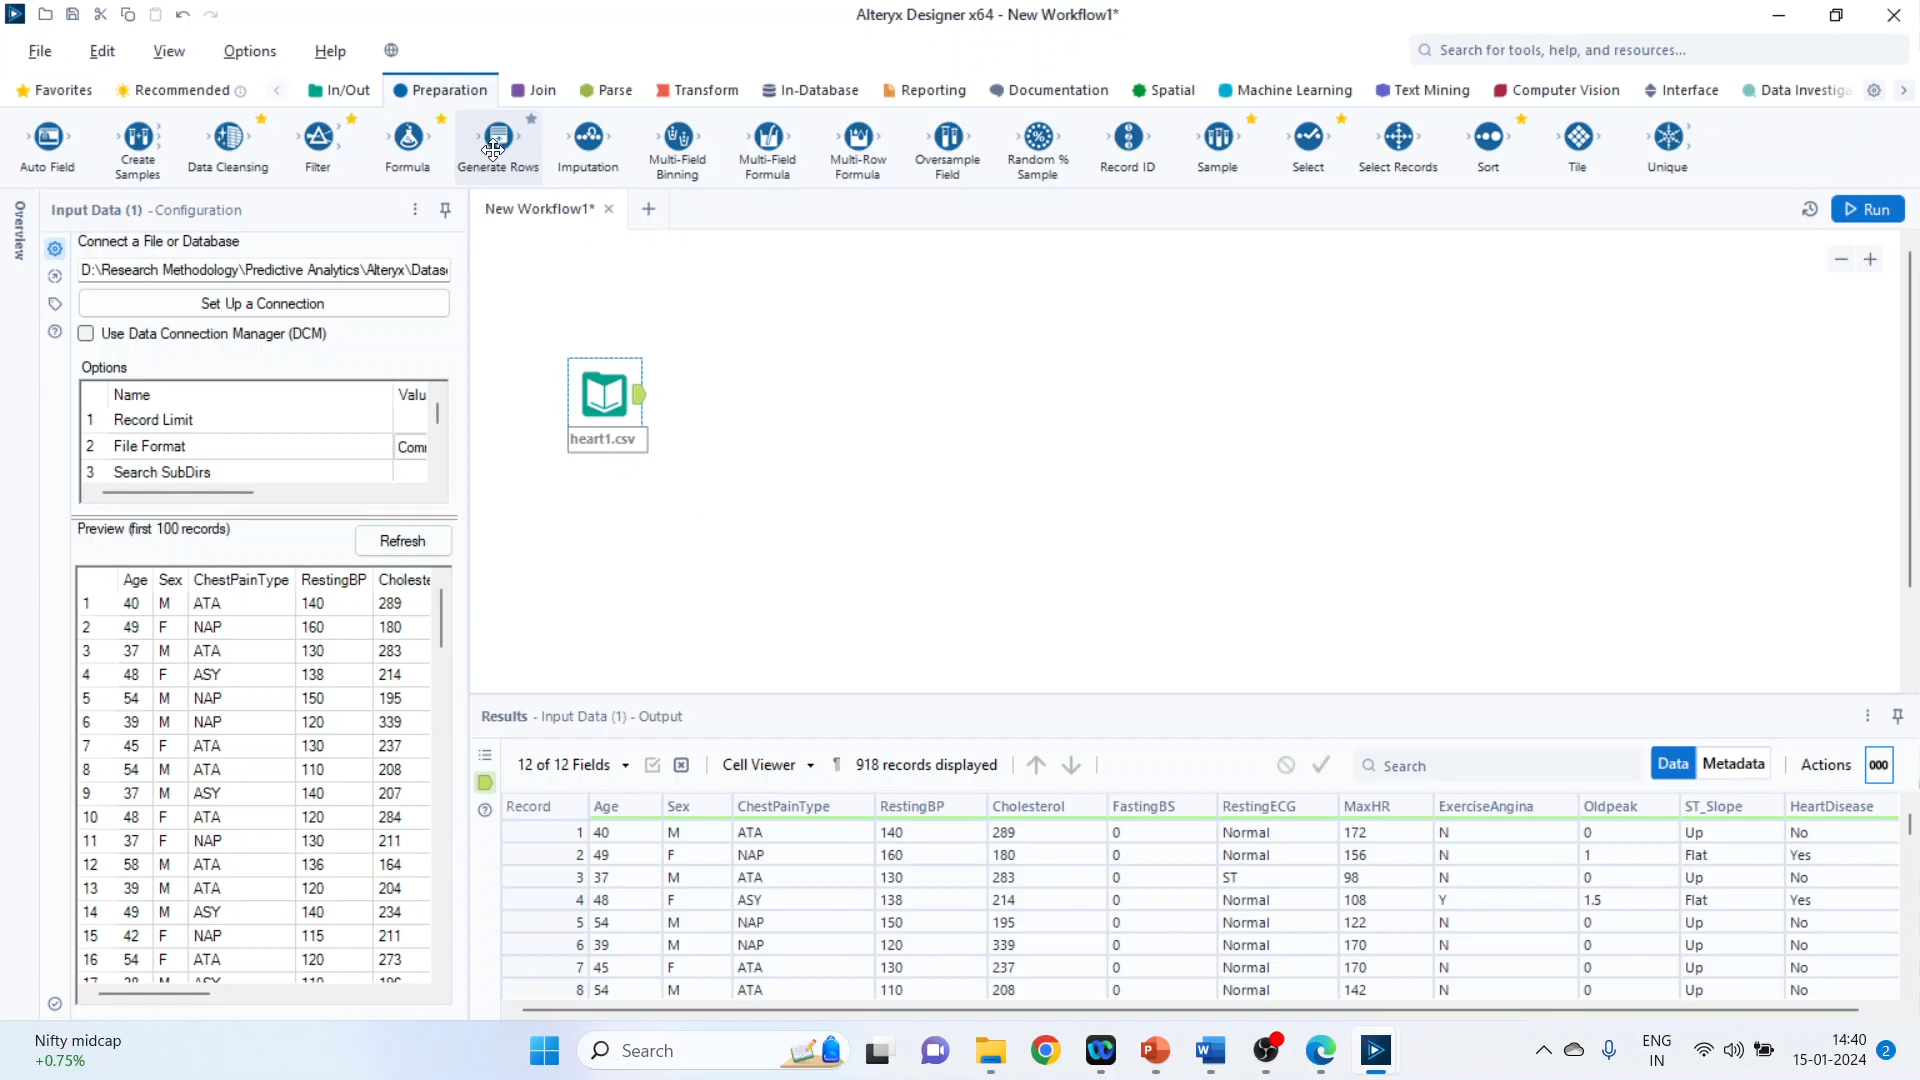 Alteryx Designer x64 - New Workflow1*
File Edit View Options Help
Search for tools, help, and resources...
Favorites Recommended In/Out Preparation Join Parse Transform In-Database Reporting Documentation Spatial Machine Learning Text Mining Computer Vision Interface Data Investiga
Auto Field
Create Samples
Data Cleansing
Filter
Formula
Generate Rows
Imputation
Multi-Field Binning
Multi-Field Formula
Multi-Row Formula
Oversample Field
Random % Sample
Record ID
Sample
Select
Select Records
Sort
Tile
Unique
Overview
Input Data (1) - Configuration
New Workflow1*
Run
Connect a File or Database
D:\Research Methodology\Predictive Analytics\Alteryx\Datase
Set Up a Connection
Use Data Connection Manager (DCM)
Options
Name Valu
1 Record Limit
2 File Format Com
3 Search SubDirs
Preview (first 100 records)
Refresh
Age Sex ChestPainType RestingBP Choleste
1 40 M ATA 140 289
2 49 F NAP 160 180
3 37 M ATA 130 283
4 48 F ASY 138 214
5 54 M NAP 150 195
6 39 M NAP 120 339
7 45 F ATA 130 237
8 54 M ATA 110 208
9 37 M ASY 140 207
10 48 F ATA 120 284
11 37 F NAP 130 211
12 58 M ATA 136 164
13 39 M ATA 120 204
14 49 M ASY 140 234
15 42 F NAP 115 211
16 54 F ATA 120 273
heart1.csv
Results - Input Data (1) - Output
12 of 12 Fields Cell Viewer ¶ 918 records displayed Search Data Metadata Actions 000
Record Age Sex ChestPainType RestingBP Cholesterol FastingBS RestingECG MaxHR ExerciseAngina Oldpeak ST_Slope HeartDisease
1 40 M ATA 140 289 0 Normal 172 N 0 Up No
2 49 F NAP 160 180 0 Normal 156 N 1 Flat Yes
3 37 M ATA 130 283 0 ST 98 N 0 Up No
4 48 F ASY 138 214 0 Normal 108 Y 1.5 Flat Yes
5 54 M NAP 150 195 0 Normal 122 N 0 Up No
6 39 M NAP 120 339 0 Normal 170 N 0 Up No
7 45 F ATA 130 237 0 Normal 170 N 0 Up No
8 54 M ATA 110 208 0 Normal 142 N 0 Up No
Nifty midcap
+0.75%
Search
ENG
IN
14:40
15-01-2024
2